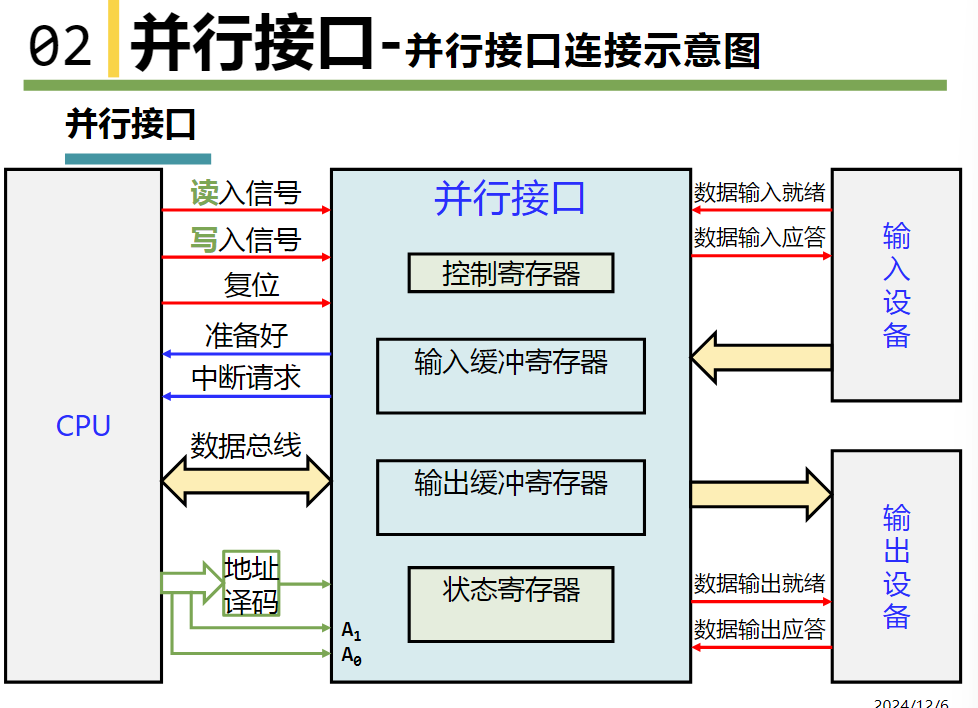 02 并行接口-并行接口连接示意图
并行接口
CPU
读入信号
写入信号
复位
准备好
中断请求
数据总线
地址
译码
并行接口
控制寄存器
输入缓冲寄存器
输出缓冲寄存器
状态寄存器
A1
A0
数据输入就绪
数据输入应答
输
入
设
备
输
出
设
备
数据输出就绪
数据输出应答
2024/12/6